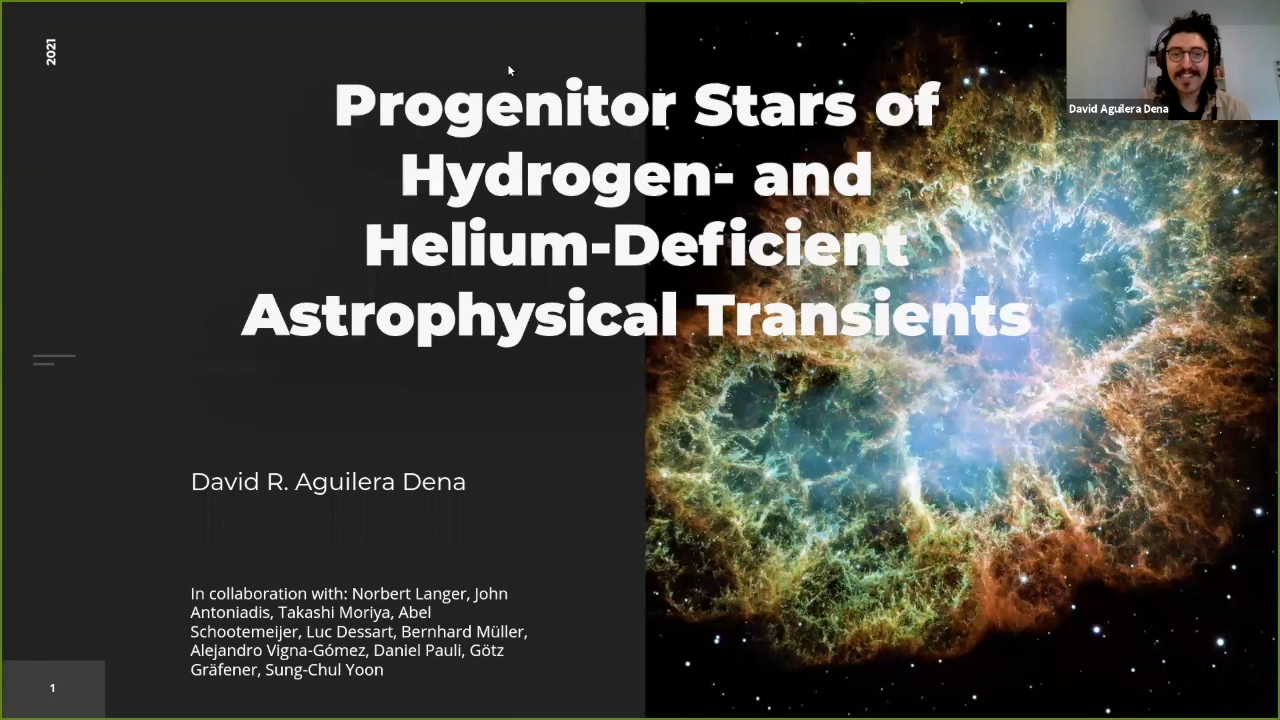 2021
Progenitor Stars of
Hydrogen- and
Helium-Deficient
Astrophysical Transients
David Aguilera Dena
David R. Aguilera Dena
In collaboration with: Norbert Langer, John
Antoniadis, Takashi Moriya, Abel
Schootemeijer, Luc Dessart, Bernhard Müller,
Alejandro Vigna-Gómez, Daniel Pauli, Götz
Gräfener, Sung-Chul Yoon
1